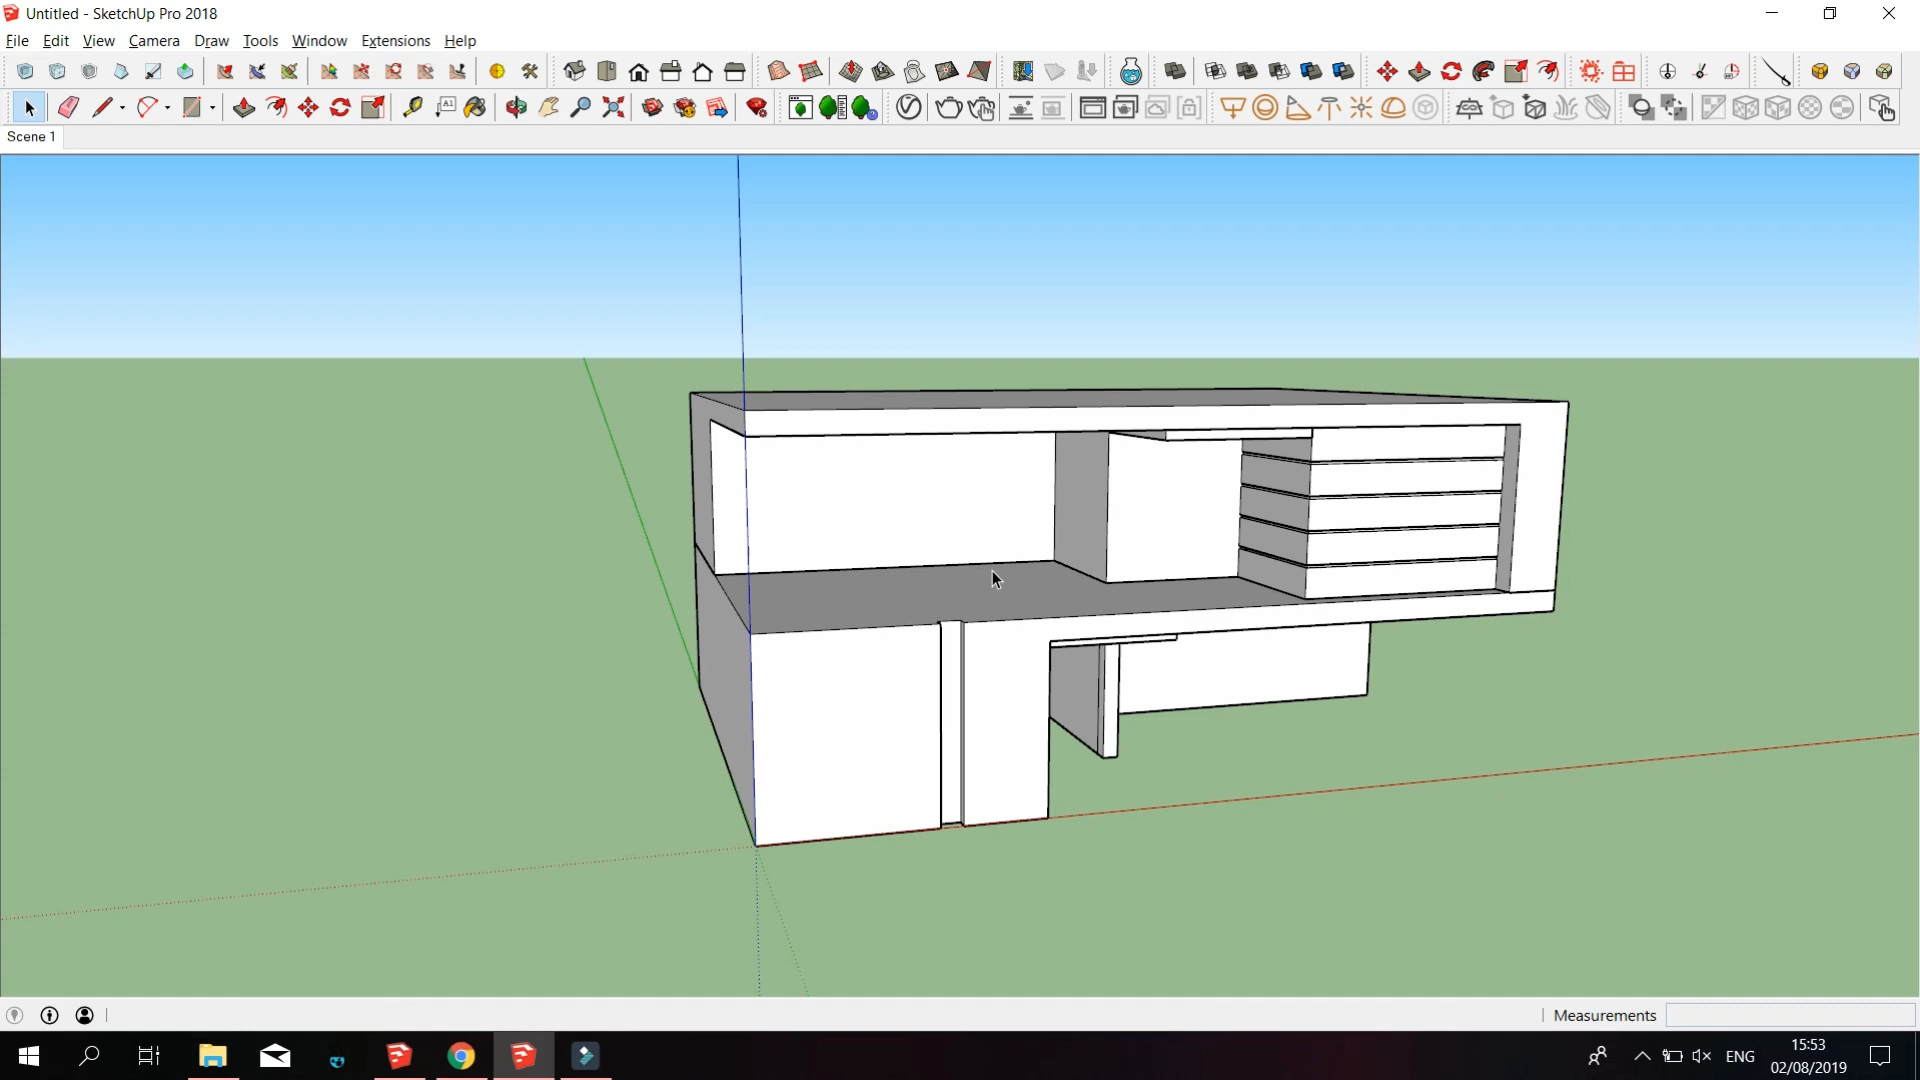 Untitled - SketchUp Pro 2018
File Edit View Camera Draw Tools Window Extensions Help
Scene 1
Measurements
ENG
15:53
02/08/2019